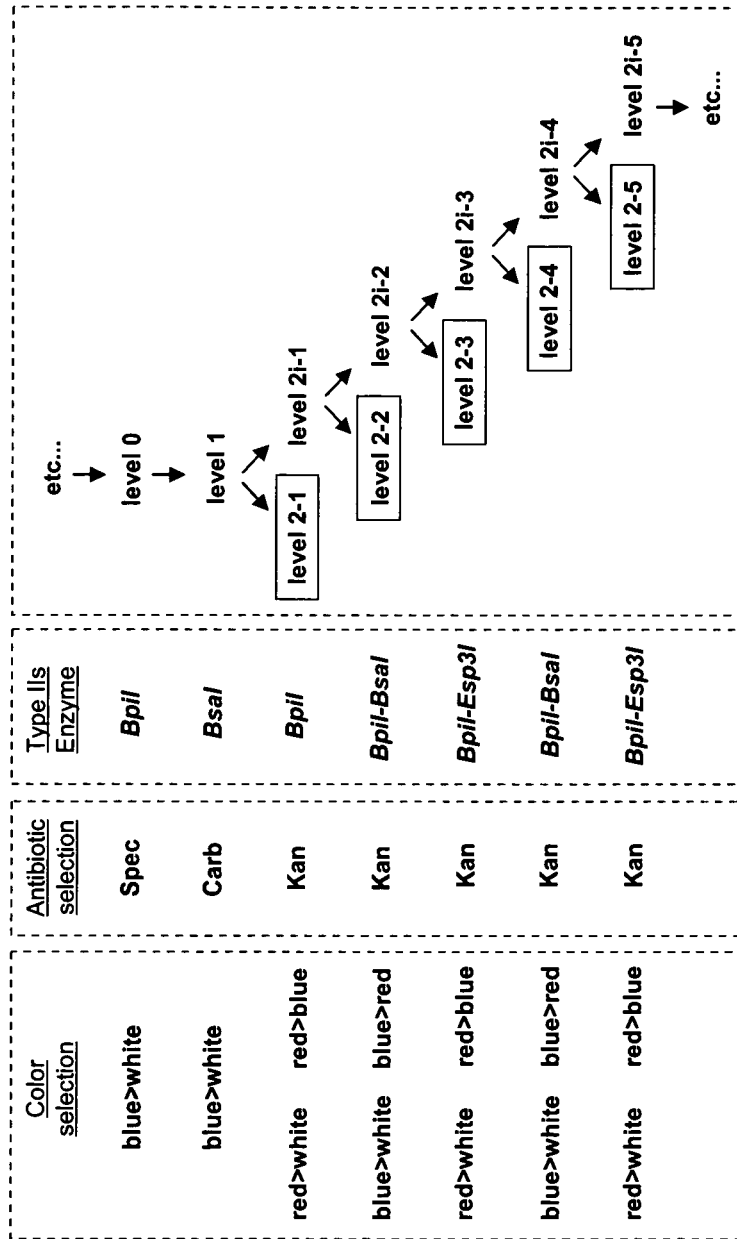 Color
selection
blue>white
blue>white
red>white red>blue
blue>white blue>red
red>white red>blue
blue>white blue>red
red>white red>blue
Antibiotic
selection
Spec
Carb
Kan
Kan
Kan
Kan
Kan
Type IIs
Enzyme
BpiI
BsaI
BpiI
BpiI-BsaI
BpiI-Esp3I
BpiI-BsaI
BpiI-Esp3I
etc...
level 0
level 1
level 2-1 level 2i-1
level 2-2 level 2i-2
level 2-3 level 2i-3
level 2-4 level 2i-4
level 2-5 level 2i-5
etc...